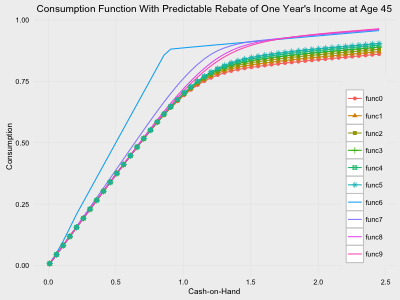 Consumption Function With Predictable Rebate of One Year's Income at Age 45
1.00
0.75
0.50
0.25
0.00
Consumption
0.0 0.5 1.0 1.5 2.0 2.5
Cash-on-Hand
func0
func1
func2
func3
func4
func5
func6
func7
func8
func9